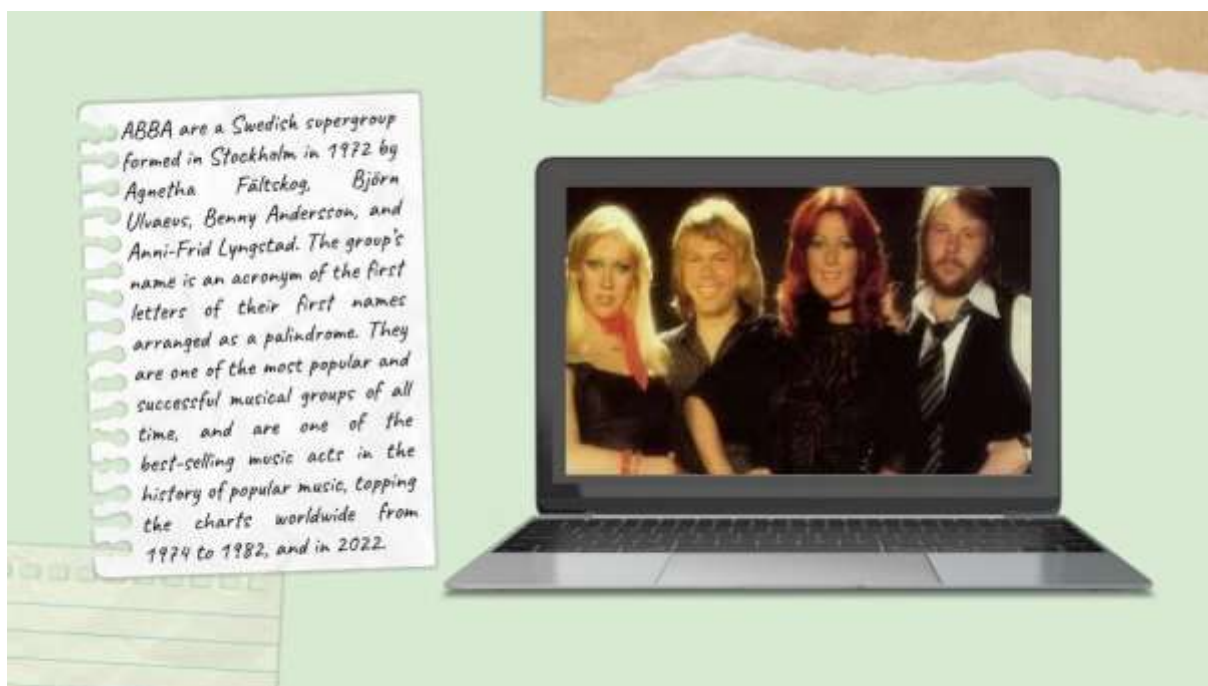 ABBA are a Swedish supergroup
formed in Stockholm in 1972 by
Agnetha Fältskog, Björn
Ulvaeus, Benny Andersson, and
Anni-Frid Lyngstad. The group's
name is an acronym of the first
letters of their first names
arranged as a palindrome. They
are one of the most popular and
successful musical groups of all
time, and are one of the
best-selling music acts in the
history of popular music, topping
the charts worldwide from
1974 to 1982, and in 2022.